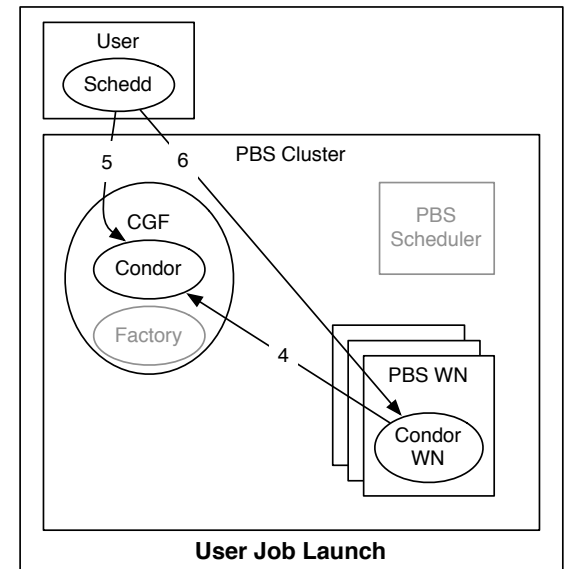 User
Schedd
5
6
PBS Cluster
CGF
Condor
Factory
PBS
Scheduler
4
PBS WN
Condor
WN
User Job Launch